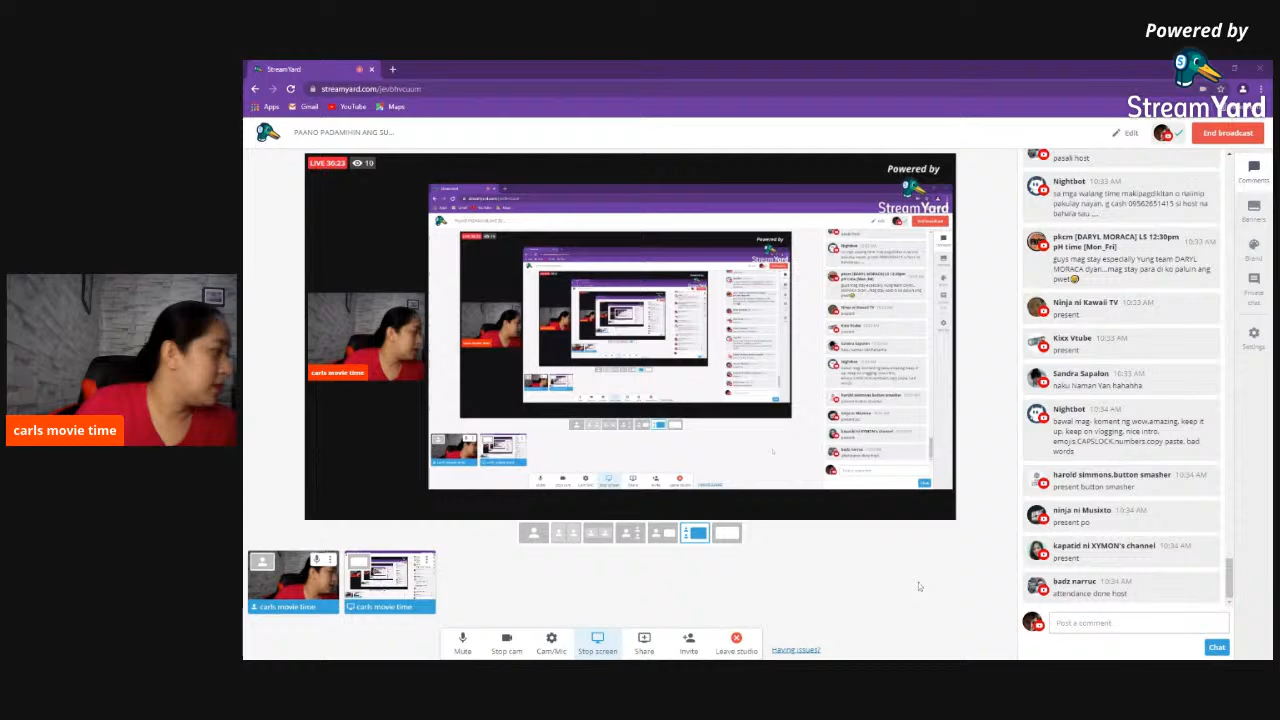 Powered by
StreamYard
StreamYard
streamyard.com/jexbhvcuum
Apps
Gmail
YouTube
Maps
PAANO PADAMIHIN ANG SU...
Edit
End broadcast
LIVE 36:23
10
Powered by
StreamYard
carls movie time
carls movie time
carls movie time
carls movie time
Mute
Stop cam
Cam/Mic
Stop screen
Share
Invite
Leave studio
Having issues?
pasali host
Nightbot 10:33 AM
sa mga walang time makipagdikitan o naiinip
pakulay nayan, g cash 09562651415 si host na
bahala sau ....
pkcm [DARYL MORACA] LS 12:30pm
pH time [Mon_Fri] 10:33 AM
guys mag stay especially Yung team DARYL
MORACA dyan...mag stay para di ko paluin ang
pwet
Ninja ni Kawaii TV 10:33 AM
present
Kixx Vtube 10:33 AM
present
Sandra Sapalon 10:33 AM
naku Naman Yan hahahha
Nightbot 10:34 AM
bawal mag- koment ng wow.amazing, keep it
up, keep on vlogging, nice intro,
emojis,CAPSLOCK,numbers,copy paste, bad
words
harold simmons.button smasher 10:34 AM
present button smasher
ninja ni Musixto 10:34 AM
present po
kapatid ni XYMON's channel 10:34 AM
present
badz narruc 10:34 AM
attendance done host
Post a comment
Chat
Comments
Banners
Brand
Private
chat
Settings